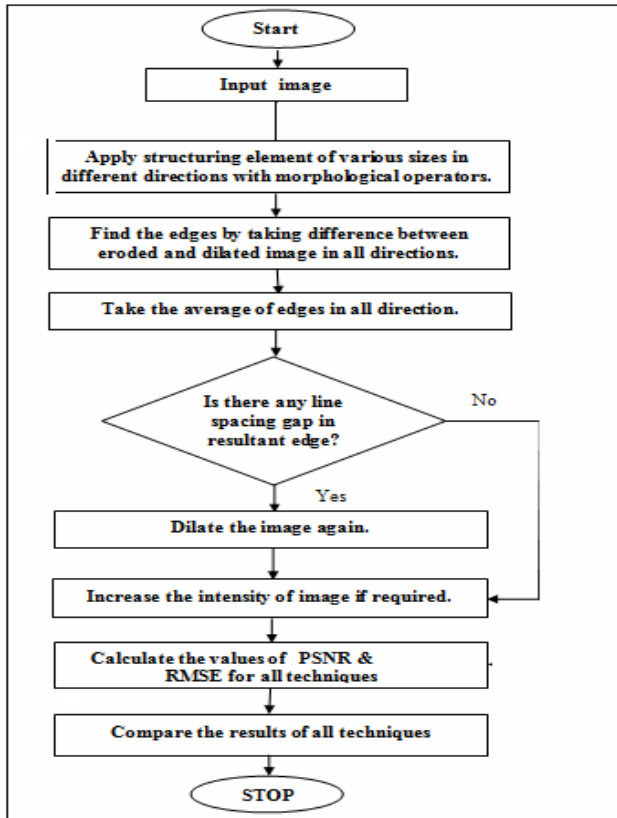 Start
Input image
Apply structuring element of various sizes in
different directions with morphological operators.
Find the edges by taking difference between
eroded and dilated image in all directions.
Take the average of edges in all direction.
Is there any line
spacing gap in
resultant edge?
No
Yes
Dilate the image again.
Increase the intensity of image if required.
Calculate the values of PSNR &
RMSE for all techniques
Compare the results of all techniques
STOP